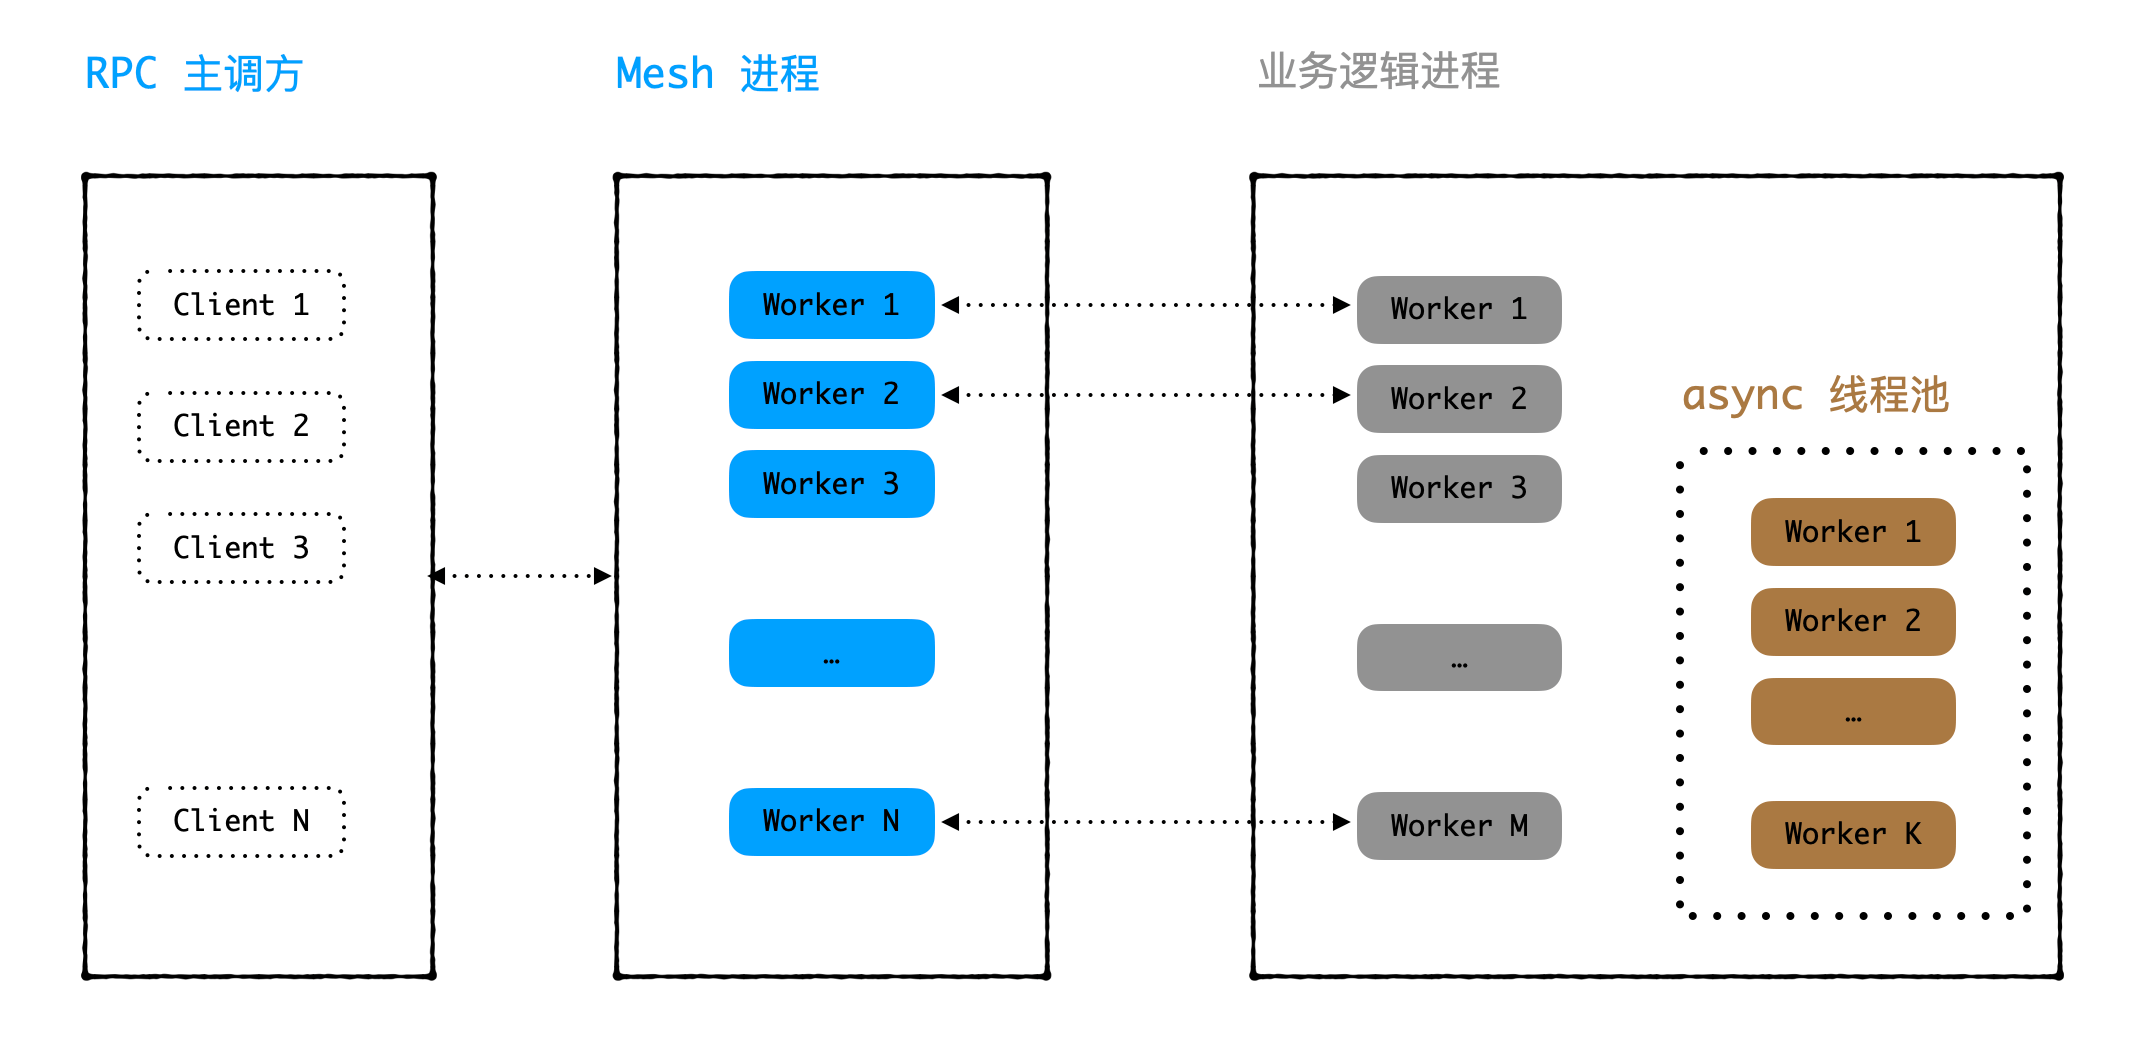 RPC 主调方
Mesh 进程
业务逻辑进程
Client 1
Client 2
Client 3
Client N
Worker 1
Worker 2
Worker 3
…
Worker N
Worker 1
Worker 2
Worker 3
…
Worker M
async 线程池
Worker 1
Worker 2
…
Worker K